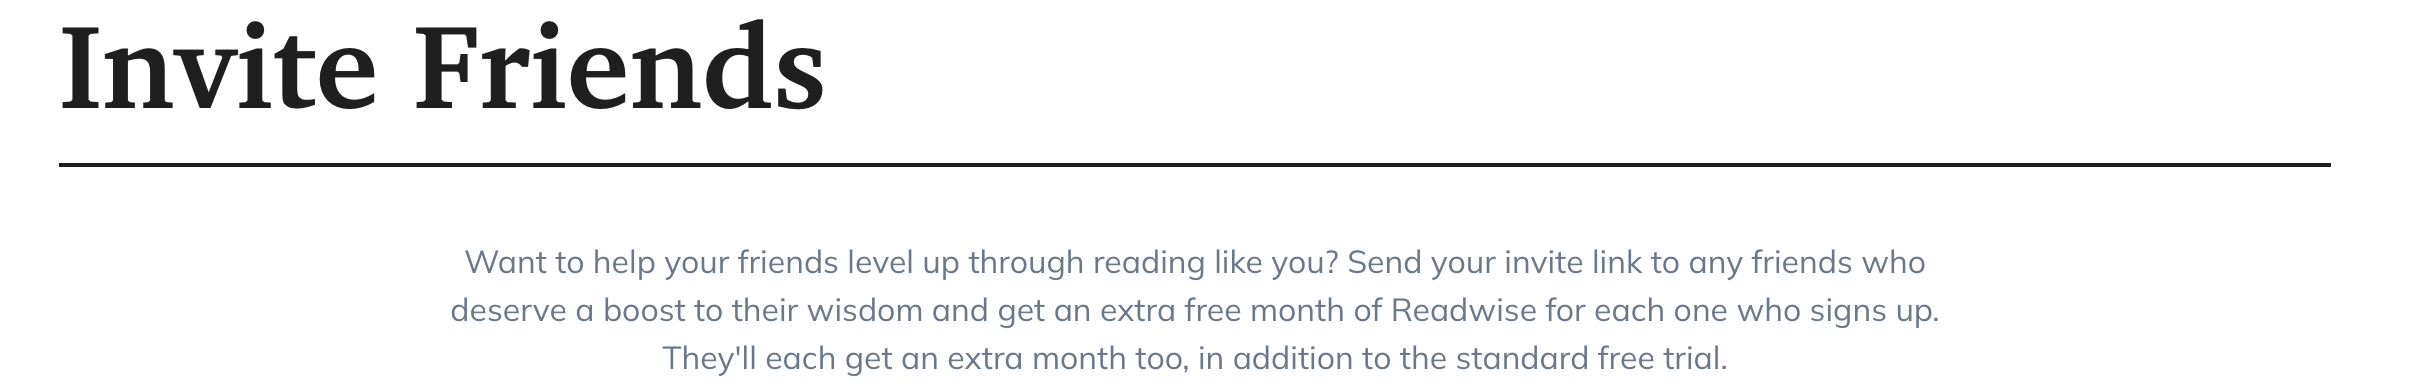 Invite Friends
Want to help your friends level up through reading like you? Send your invite link to any friends who
deserve a boost to their wisdom and get an extra free month of Readwise for each one who signs up.
They'll each get an extra month too, in addition to the standard free trial.